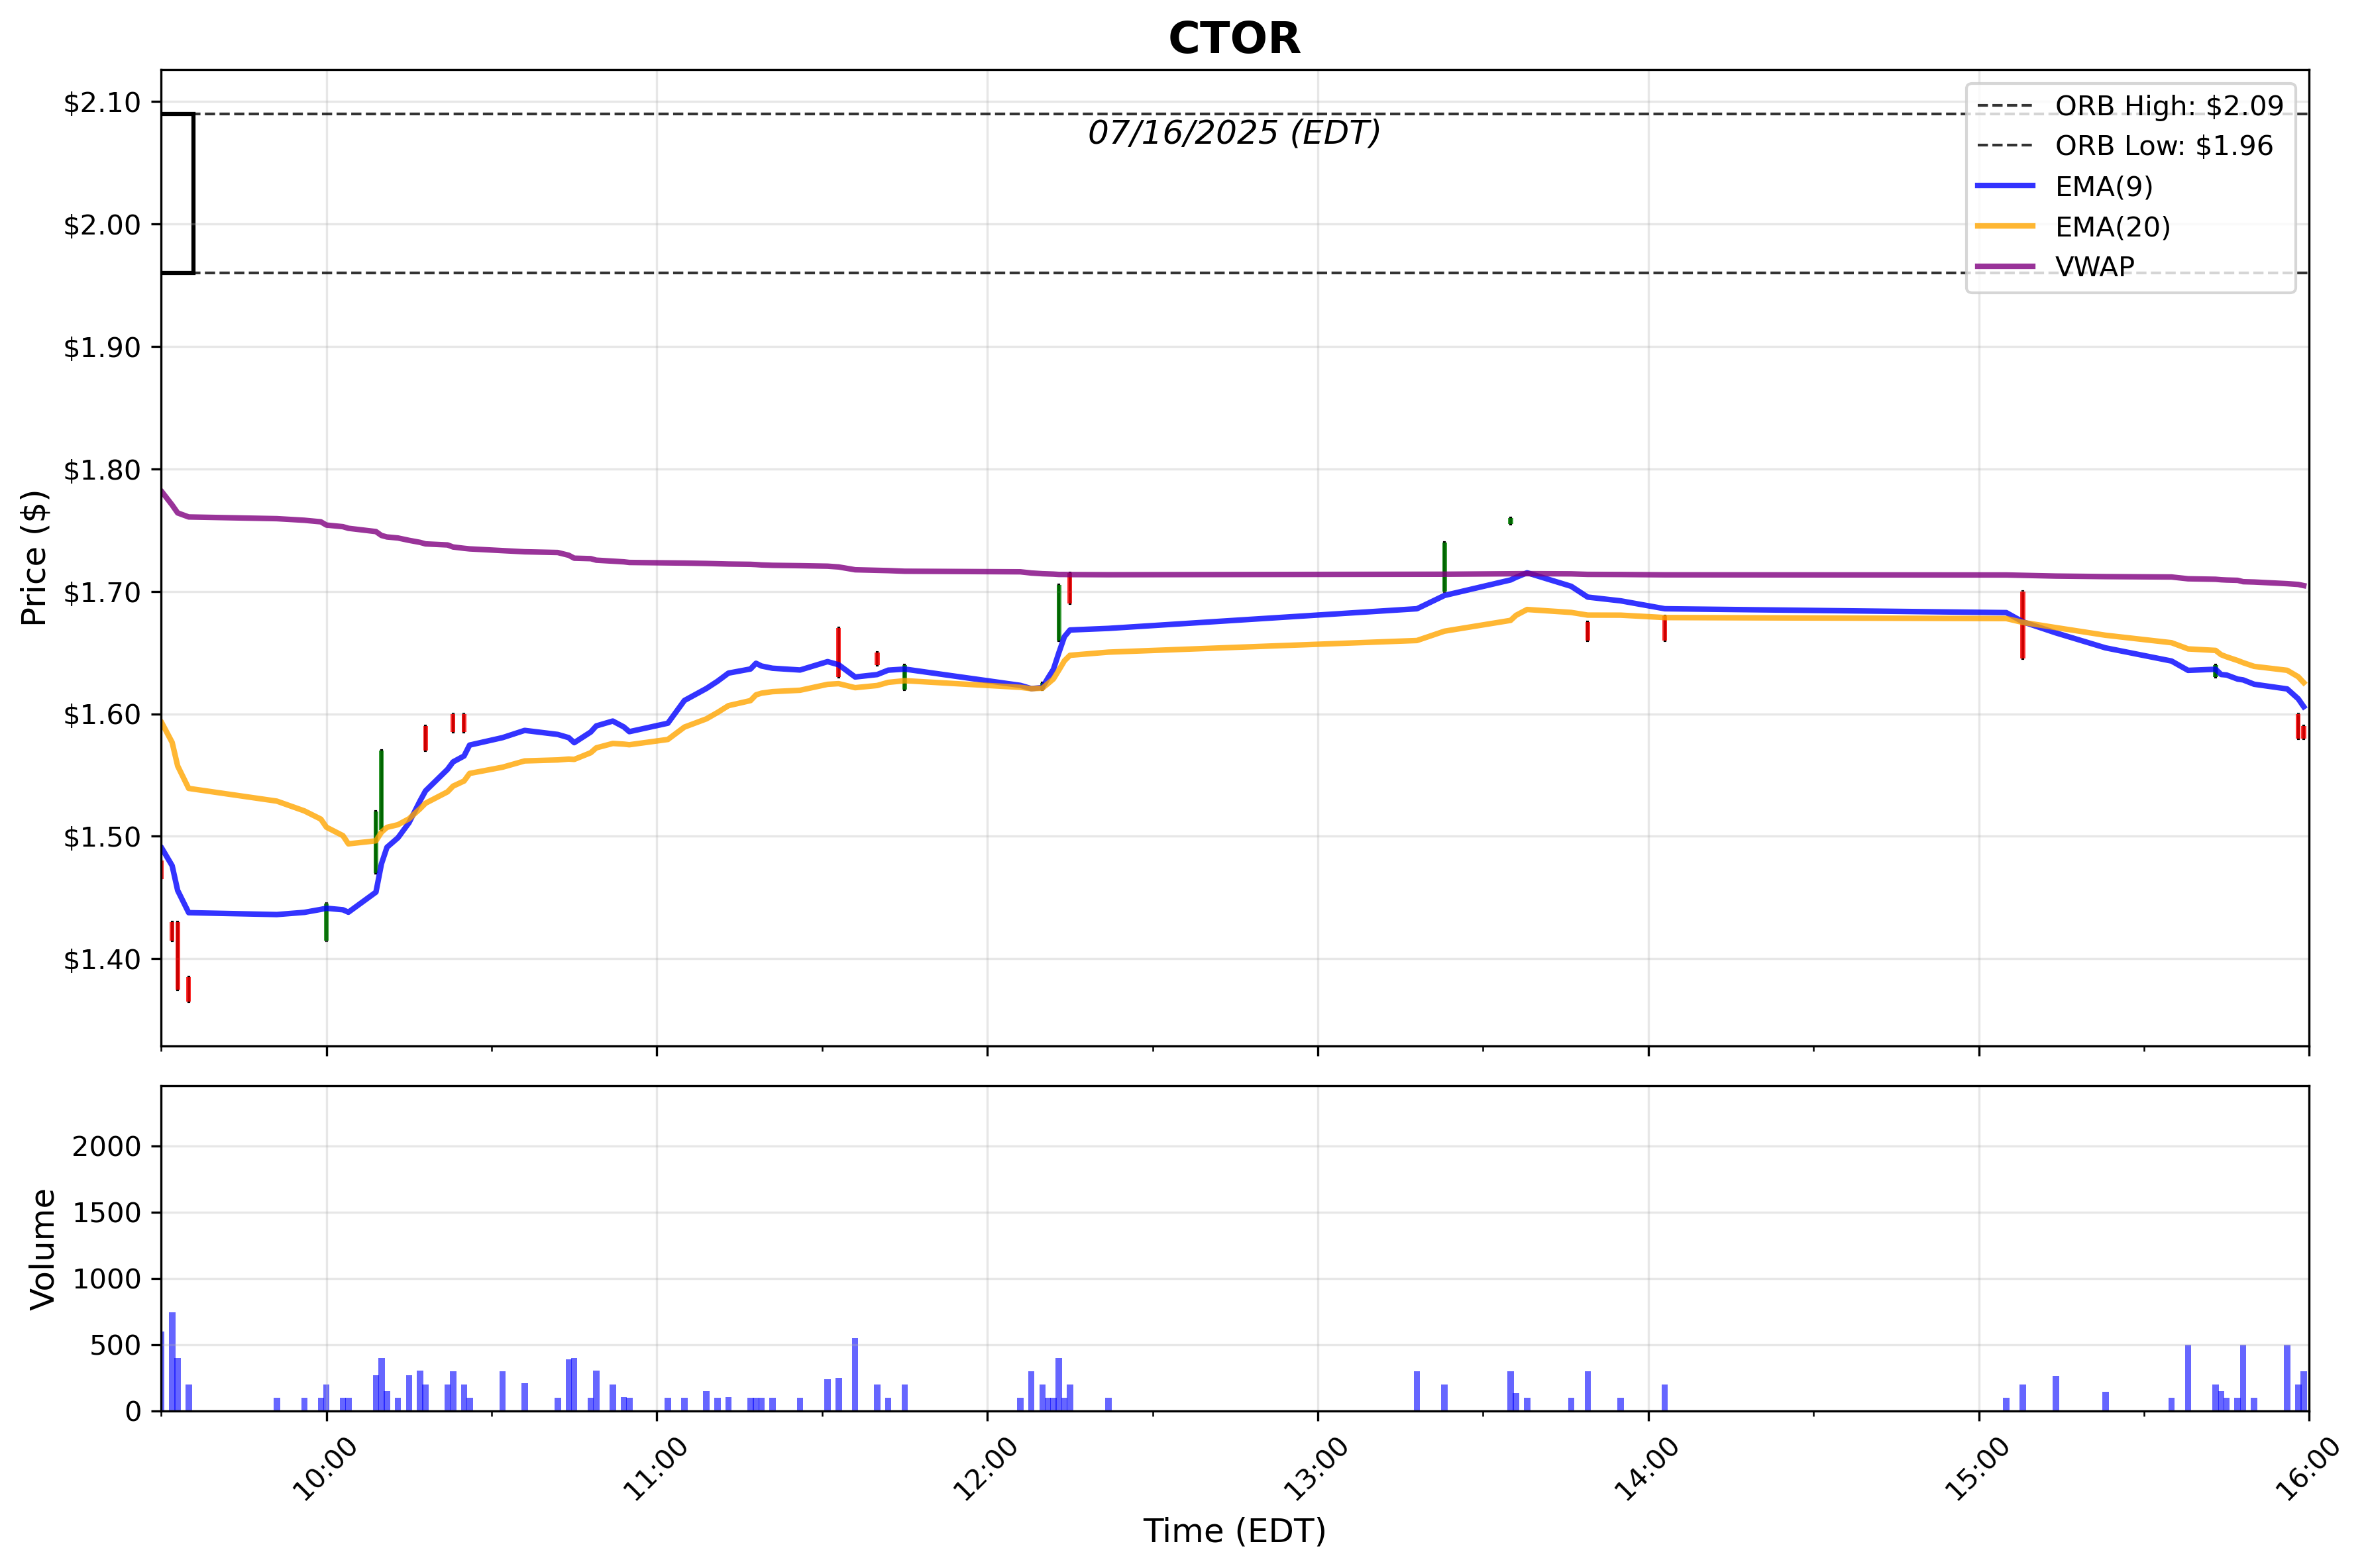 CTOR
$2.10
$2.00
$1.90
$1.80
$1.70
$1.60
$1.50
$1.40
Price ($)
07/16/2025 (EDT)
ORB High: $2.09
ORB Low: $1.96
EMA(9)
EMA(20)
VWAP
2000
1500
1000
500
0
Volume
10:00
11:00
12:00
13:00
14:00
15:00
16:00
Time (EDT)